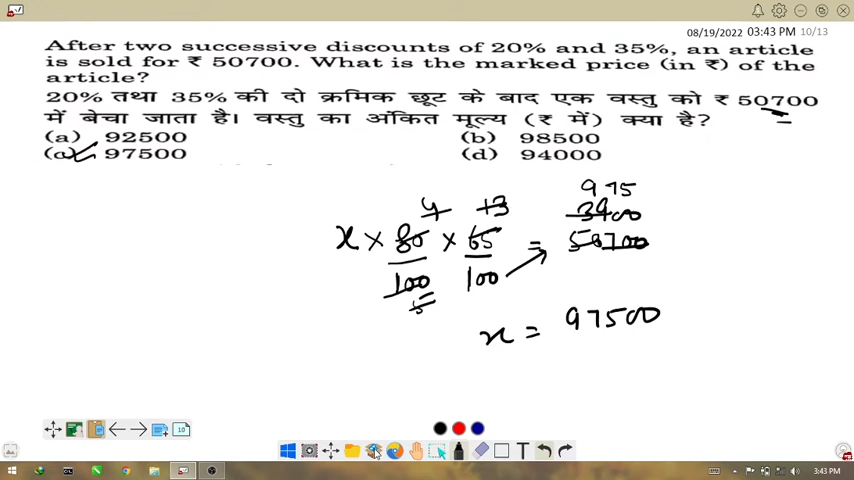 08/19/2022 03:43 PM 10/13
After two successive discounts of 20% and 35%, an article
is sold for ₹ 50700. What is the marked price (in ₹) of the
article?
20% तथा 35% की दो क्रमिक छूट के बाद एक वस्तु को ₹ 50700
में बेचा जाता है। वस्तु का अंकित मूल्य (₹ में) क्या है?
(a) 92500 (b) 98500
97500 (d) 94000
975
4 13 3900
x × 80 × 65 = 50700
100 100
5
x = 97500
10
3:43 PM